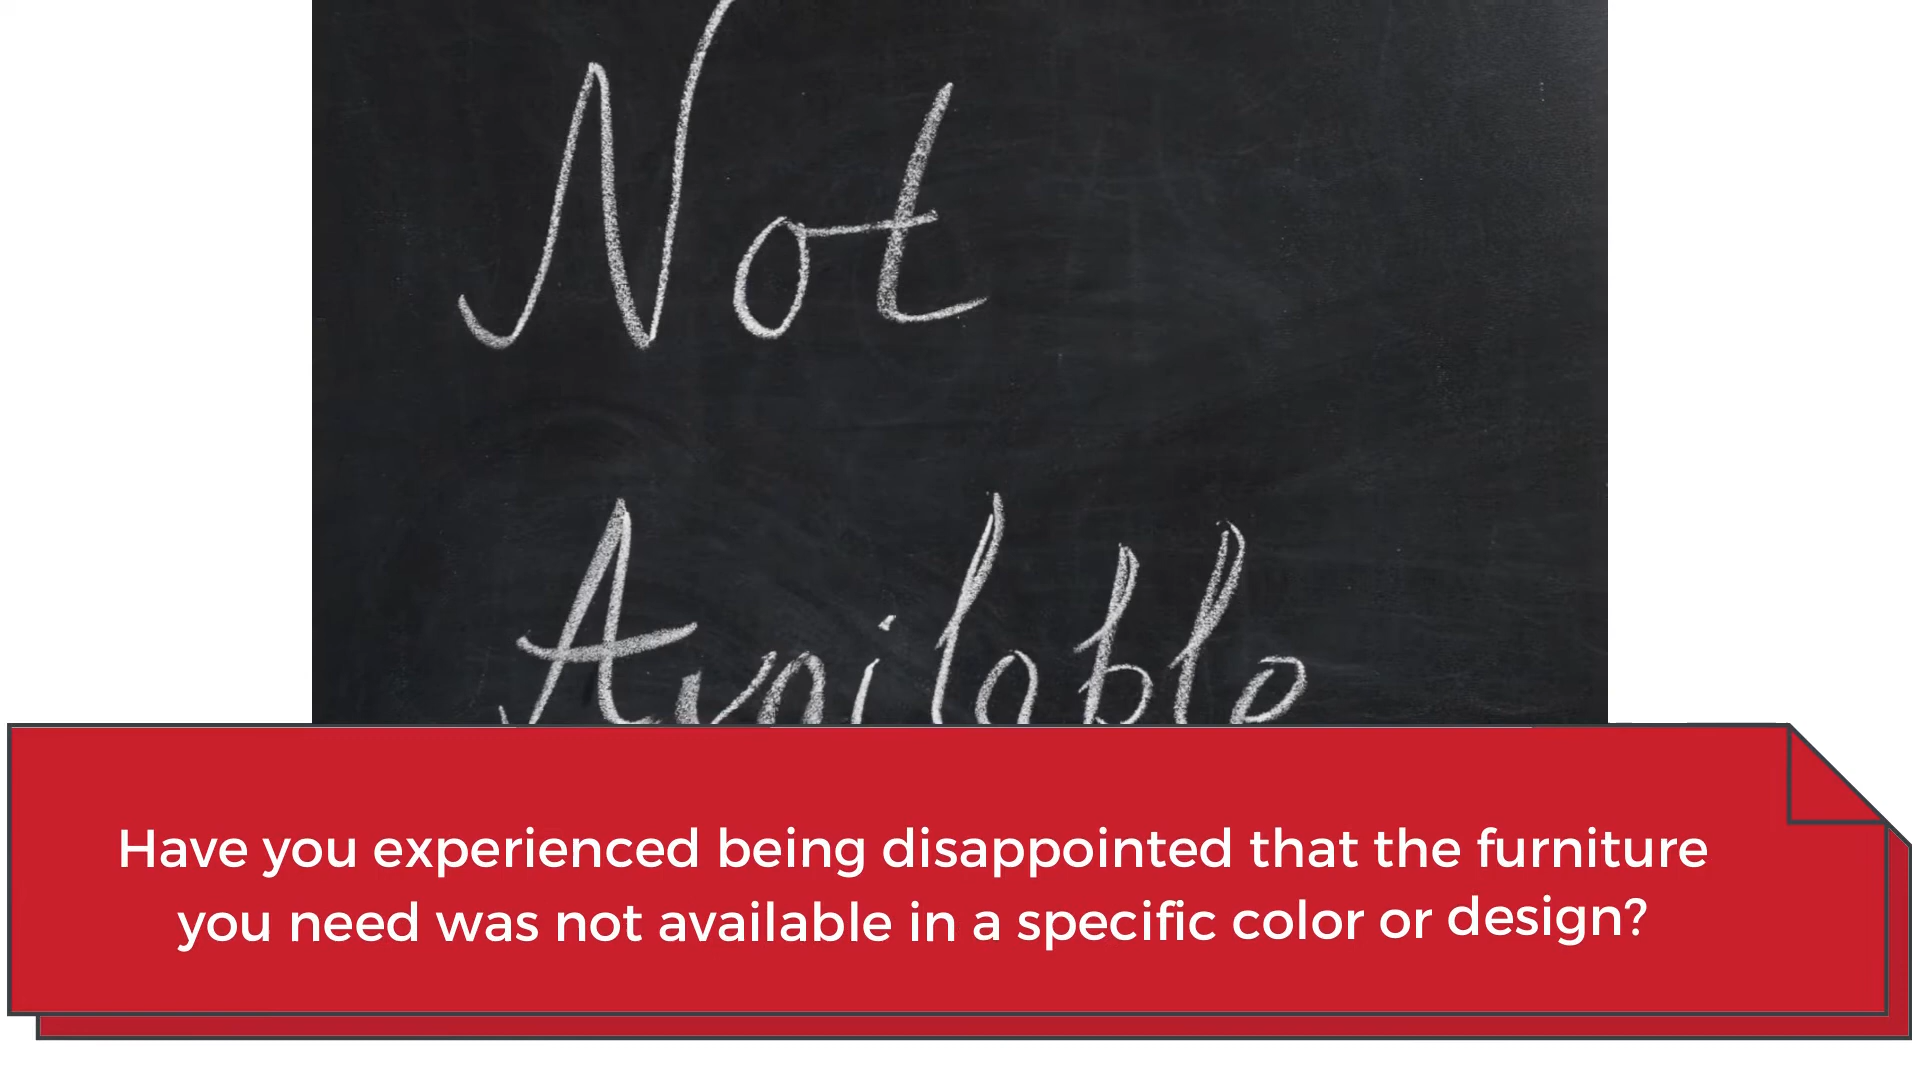 Not
Available
Have you experienced being disappointed that the furniture
you need was not available in a specific color or design?